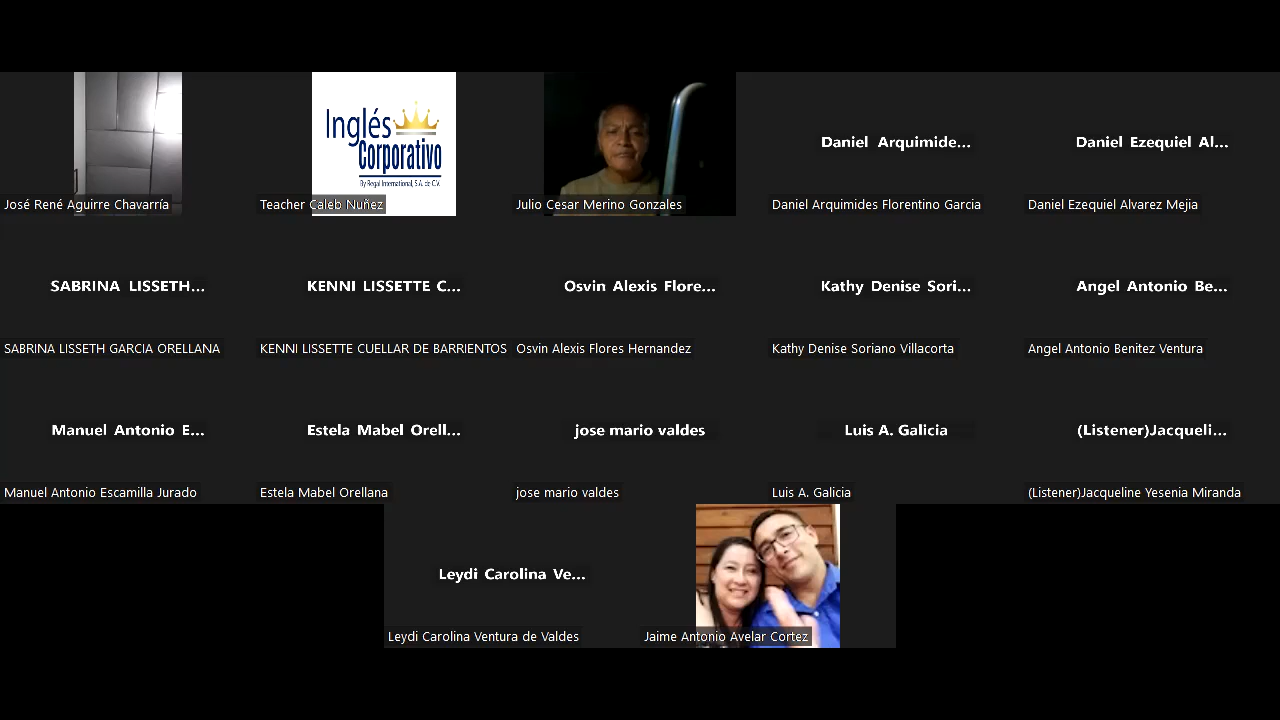 Inglés
Corporativo
By Regal International, S.A. de C.V.
José René Aguirre Chavarría
Teacher Caleb Nuñez
Julio Cesar Merino Gonzales
Daniel Arquimide...
Daniel Arquimides Florentino Garcia
Daniel Ezequiel Al...
Daniel Ezequiel Alvarez Mejia
SABRINA LISSETH...
SABRINA LISSETH GARCIA ORELLANA
KENNI LISSETTE C...
KENNI LISSETTE CUELLAR DE BARRIENTOS
Osvin Alexis Flore...
Osvin Alexis Flores Hernandez
Kathy Denise Sori...
Kathy Denise Soriano Villacorta
Angel Antonio Be...
Angel Antonio Benitez Ventura
Manuel Antonio E...
Manuel Antonio Escamilla Jurado
Estela Mabel Orell...
Estela Mabel Orellana
jose mario valdes
jose mario valdes
Luis A. Galicia
Luis A. Galicia
(Listener)Jacqueli...
(Listener)Jacqueline Yesenia Miranda
Leydi Carolina Ve...
Leydi Carolina Ventura de Valdes
Jaime Antonio Avelar Cortez